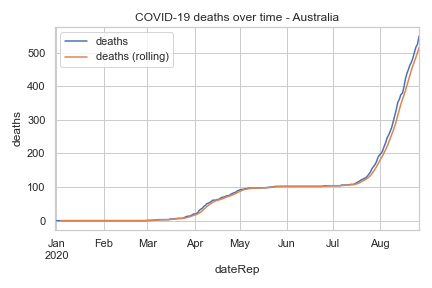 COVID-19 deaths over time - Australia
deaths
deaths (rolling)
deaths
500
400
300
200
100
0
Jan Feb Mar Apr May Jun Jul Aug
2020
dateRep